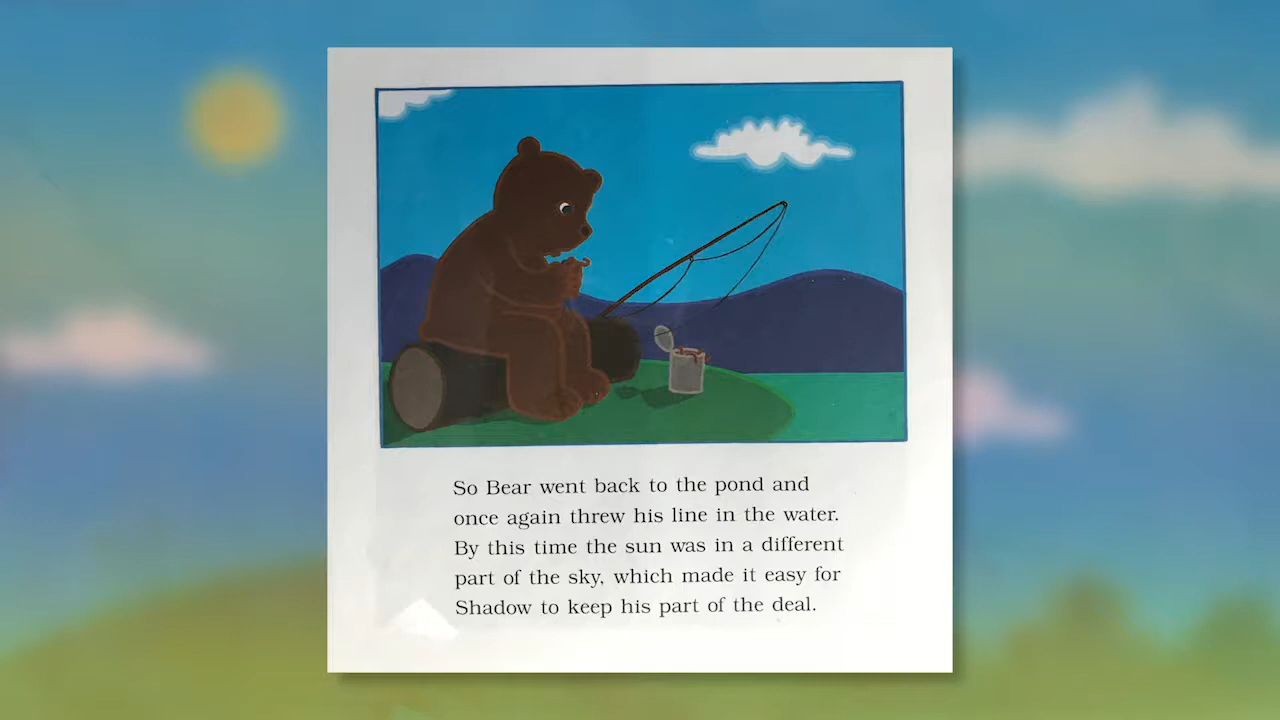 So Bear went back to the pond and
once again threw his line in the water.
By this time the sun was in a different
part of the sky, which made it easy for
Shadow to keep his part of the deal.